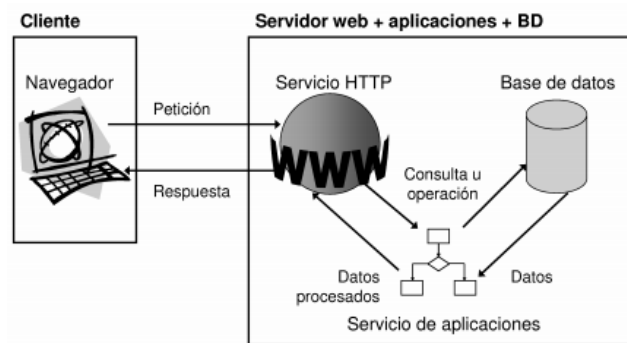 Cliente
Servidor web + aplicaciones + BD
Navegador
Servicio HTTP
Base de datos
Petición
WWW
Respuesta
Consulta u
operación
Datos
procesados
Datos
Servicio de aplicaciones